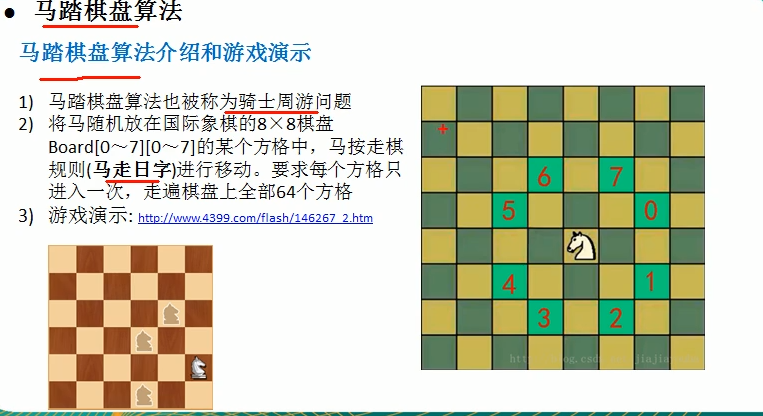 ● 马踏棋盘算法
马踏棋盘算法介绍和游戏演示
1) 马踏棋盘算法也被称为骑士周游问题
2) 将马随机放在国际象棋的8×8棋盘
Board[0～7][0～7]的某个方格中，马按走棋
规则(马走日字)进行移动。要求每个方格只
进入一次，走遍棋盘上全部64个方格
3) 游戏演示: http://www.4399.com/flash/146267_2.htm
6 7
5 0
4 1
3 2